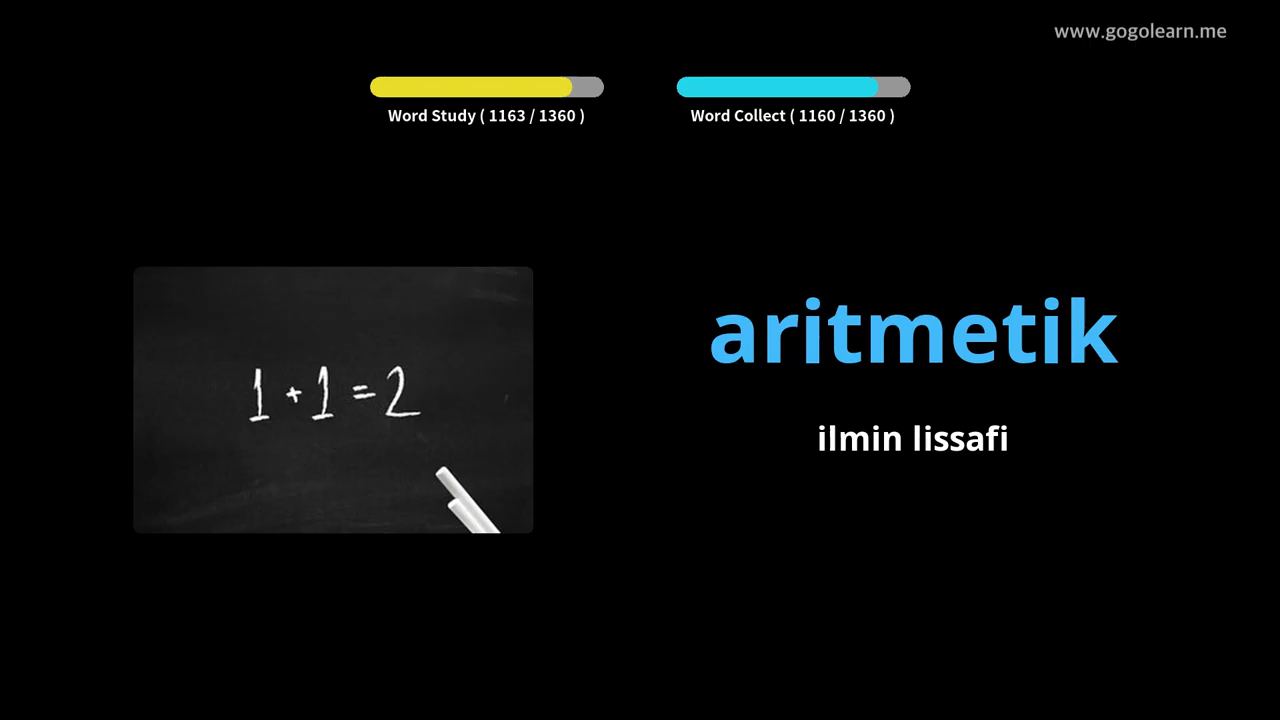 www.gogolearn.me
Word Study ( 1163 / 1360 )
Word Collect ( 1160 / 1360 )
1 + 1 = 2
aritmetik
ilmin lissafi